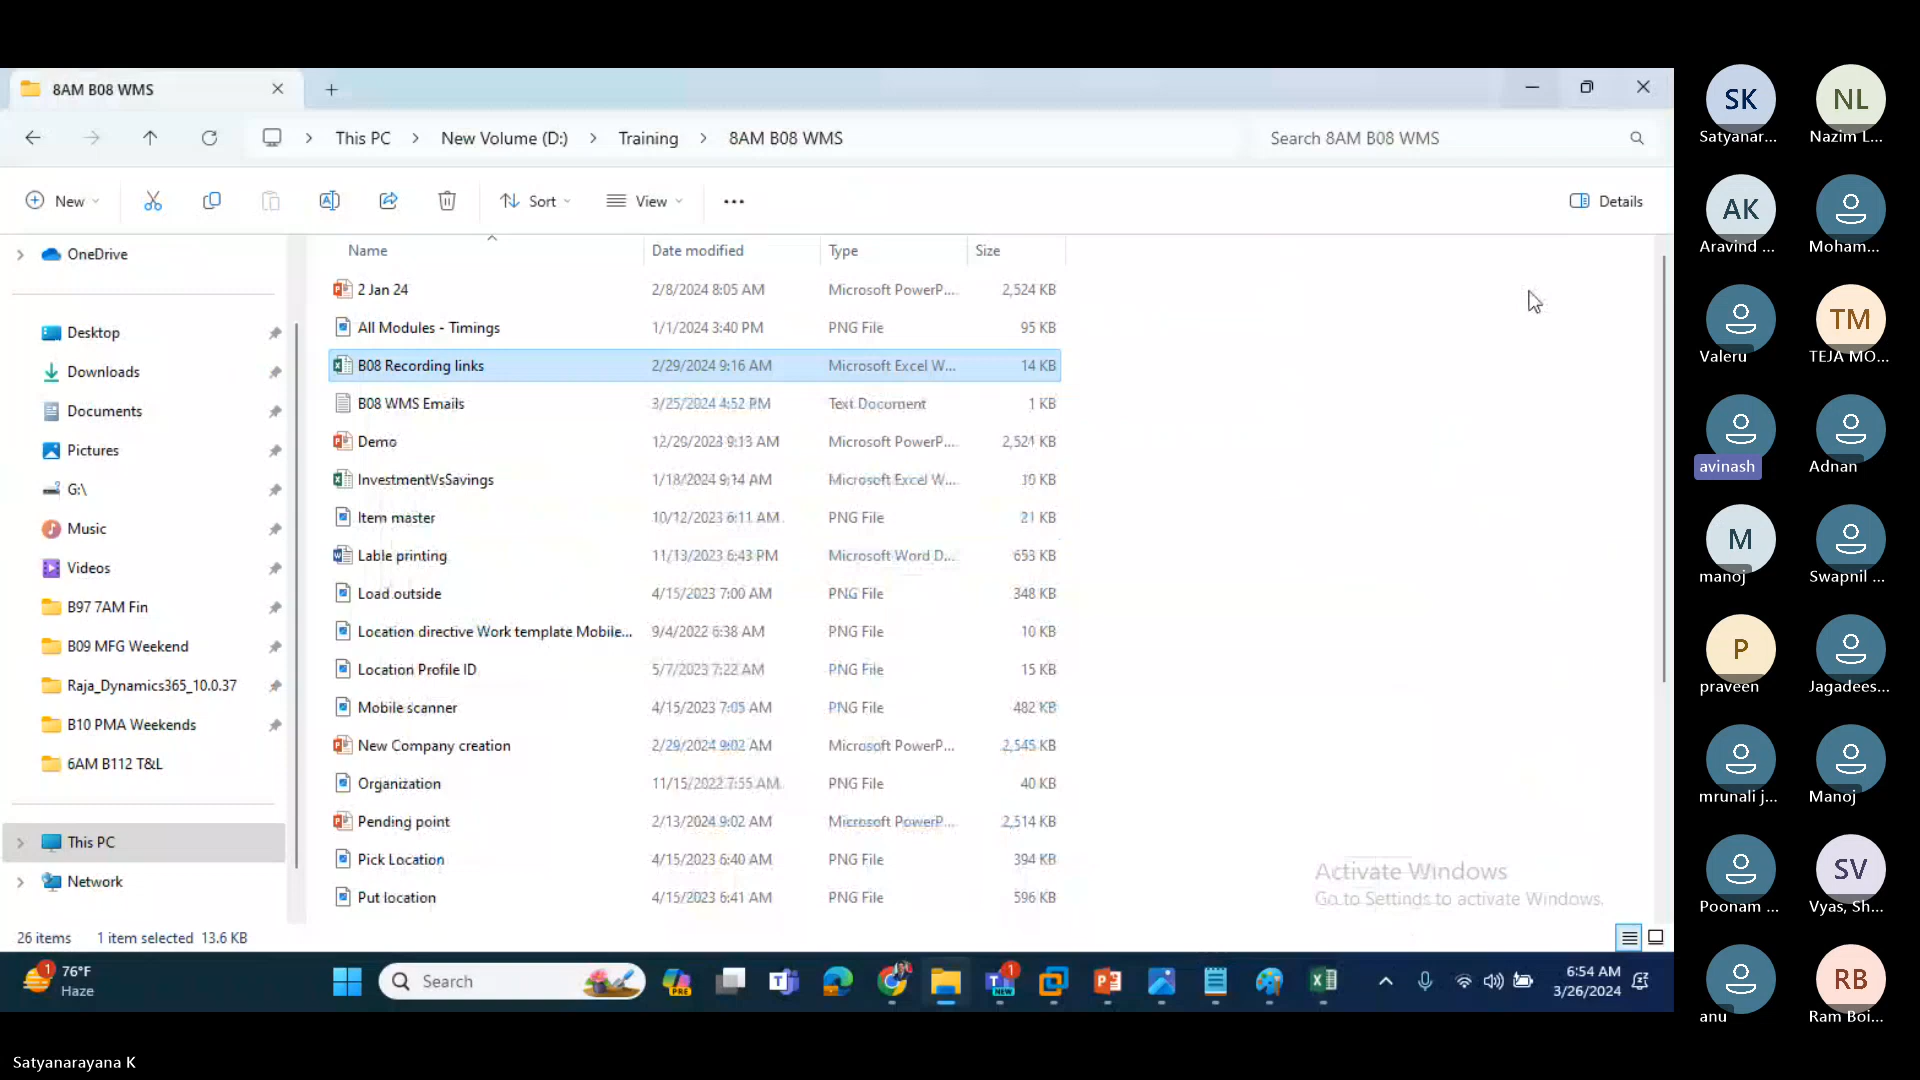 8AM B08 WMS
This PC > New Volume (D:) > Training > 8AM B08 WMS
Search 8AM B08 WMS
New
Sort
View
Details
OneDrive
Desktop
Downloads
Documents
Pictures
G:\
Music
Videos
B97 7AM Fin
B09 MFG Weekend
Raja_Dynamics365_10.0.37
B10 PMA Weekends
6AM B112 T&L
This PC
Network
Name Date modified Type Size
2 Jan 24 2/8/2024 8:05 AM Microsoft PowerP... 2,524 KB
All Modules - Timings 1/1/2024 3:40 PM PNG File 95 KB
B08 Recording links 2/29/2024 9:16 AM Microsoft Excel W... 14 KB
B08 WMS Emails 3/25/2024 4:52 PM Text Document 1 KB
Demo 12/29/2023 9:13 AM Microsoft PowerP... 2,524 KB
InvestmentVsSavings 1/18/2024 9:14 AM Microsoft Excel W... 10 KB
Item master 10/12/2023 6:11 AM PNG File 21 KB
Lable printing 11/13/2023 6:43 PM Microsoft Word D... 653 KB
Load outside 4/15/2023 7:00 AM PNG File 348 KB
Location directive Work template Mobile... 9/4/2022 6:38 AM PNG File 10 KB
Location Profile ID 5/7/2023 7:22 AM PNG File 15 KB
Mobile scanner 4/15/2023 7:05 AM PNG File 482 KB
New Company creation 2/29/2024 9:02 AM Microsoft PowerP... 2,545 KB
Organization 11/15/2022 7:55 AM PNG File 40 KB
Pending point 2/13/2024 9:02 AM Microsoft PowerP... 2,514 KB
Pick Location 4/15/2023 6:40 AM PNG File 394 KB
Put location 4/15/2023 6:41 AM PNG File 596 KB
Activate Windows
Go to Settings to activate Windows.
26 items 1 item selected 13.6 KB
1
76°F
Haze
Search
PRE
1
NEW
6:54 AM
3/26/2024
Satyanarayana K
SK NL
Satyanar... Nazim L...
AK
Aravind ... Moham...
TM
Valeru TEJA MO...
avinash Adnan
M
manoj Swapnil ...
P
praveen Jagadees...
mrunali j... Manoj
SV
Poonam ... Vyas, Sh...
RB
anu Ram Boi...